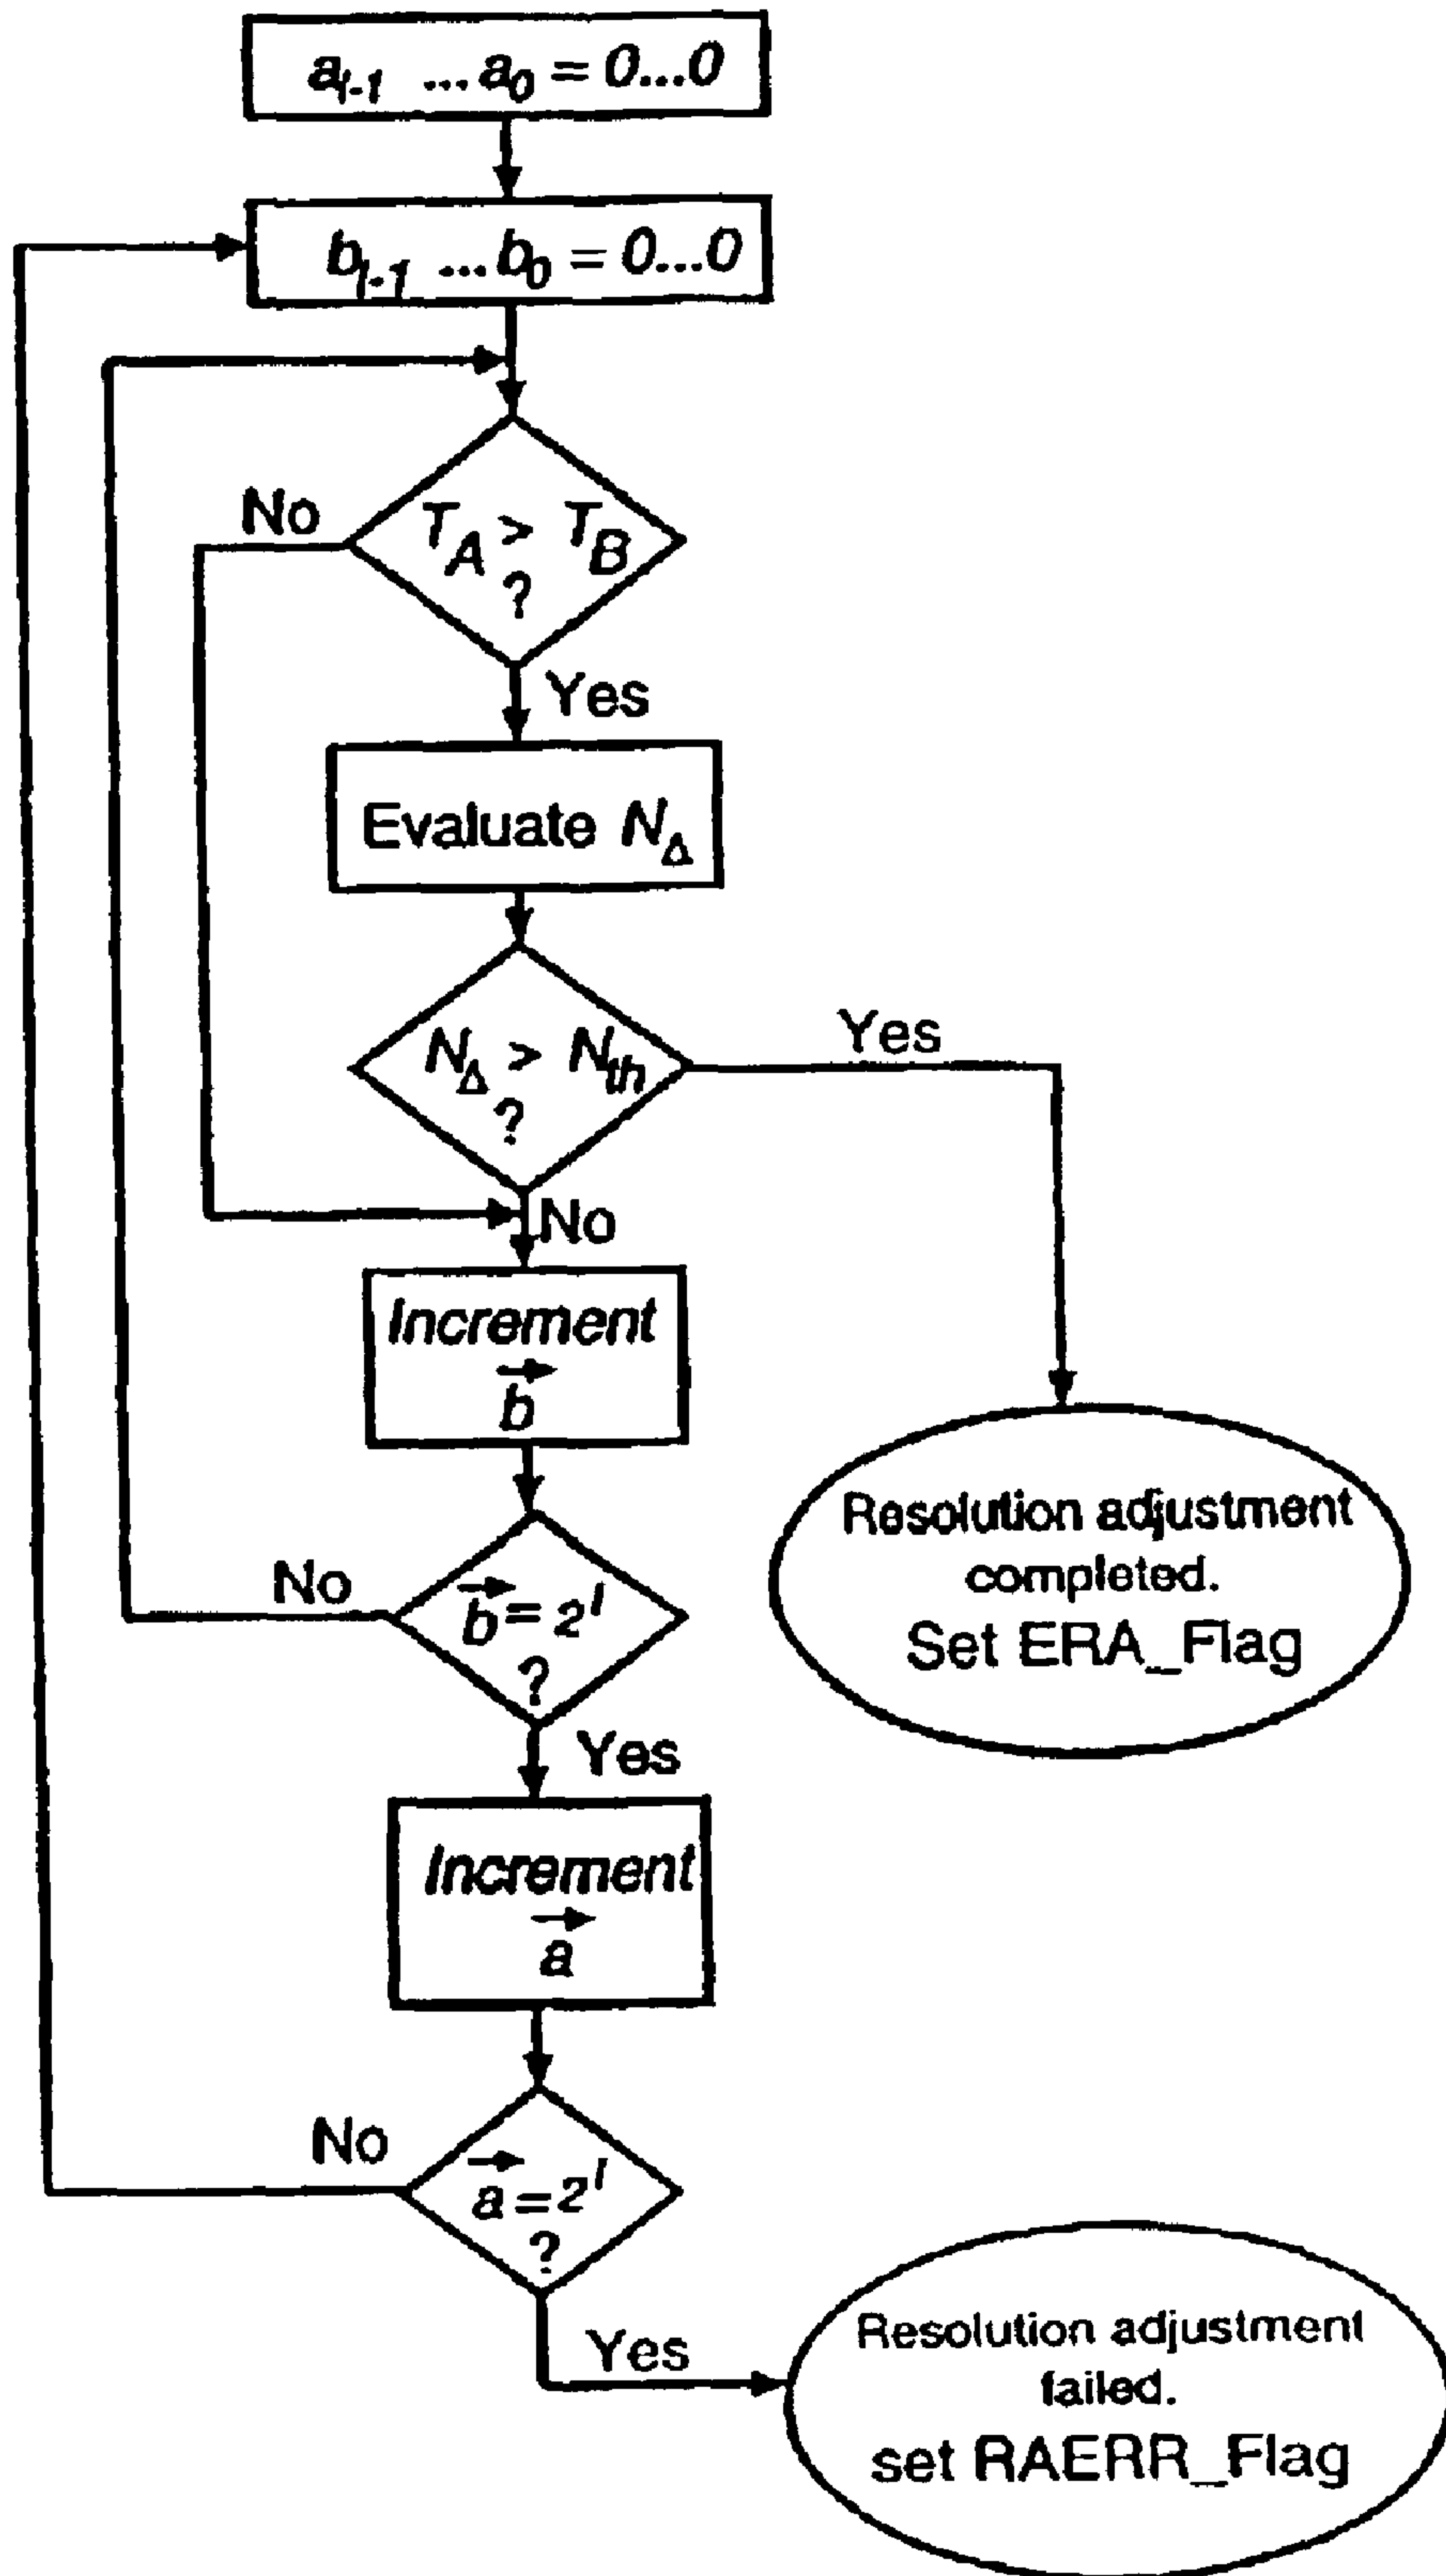 a_{l-1} ... a_0 = 0...0
b_{l-1} ... b_0 = 0...0
T_A > T_B
?
No
Yes
Evaluate N_Δ
N_Δ > N_th
?
Yes
No
Increment
b⃗
b⃗ = 2^l
?
No
Yes
Resolution adjustment
completed.
Set ERA_Flag
Increment
a⃗
a⃗ = 2^l
?
No
Yes
Resolution adjustment
failed.
set RAERR_Flag